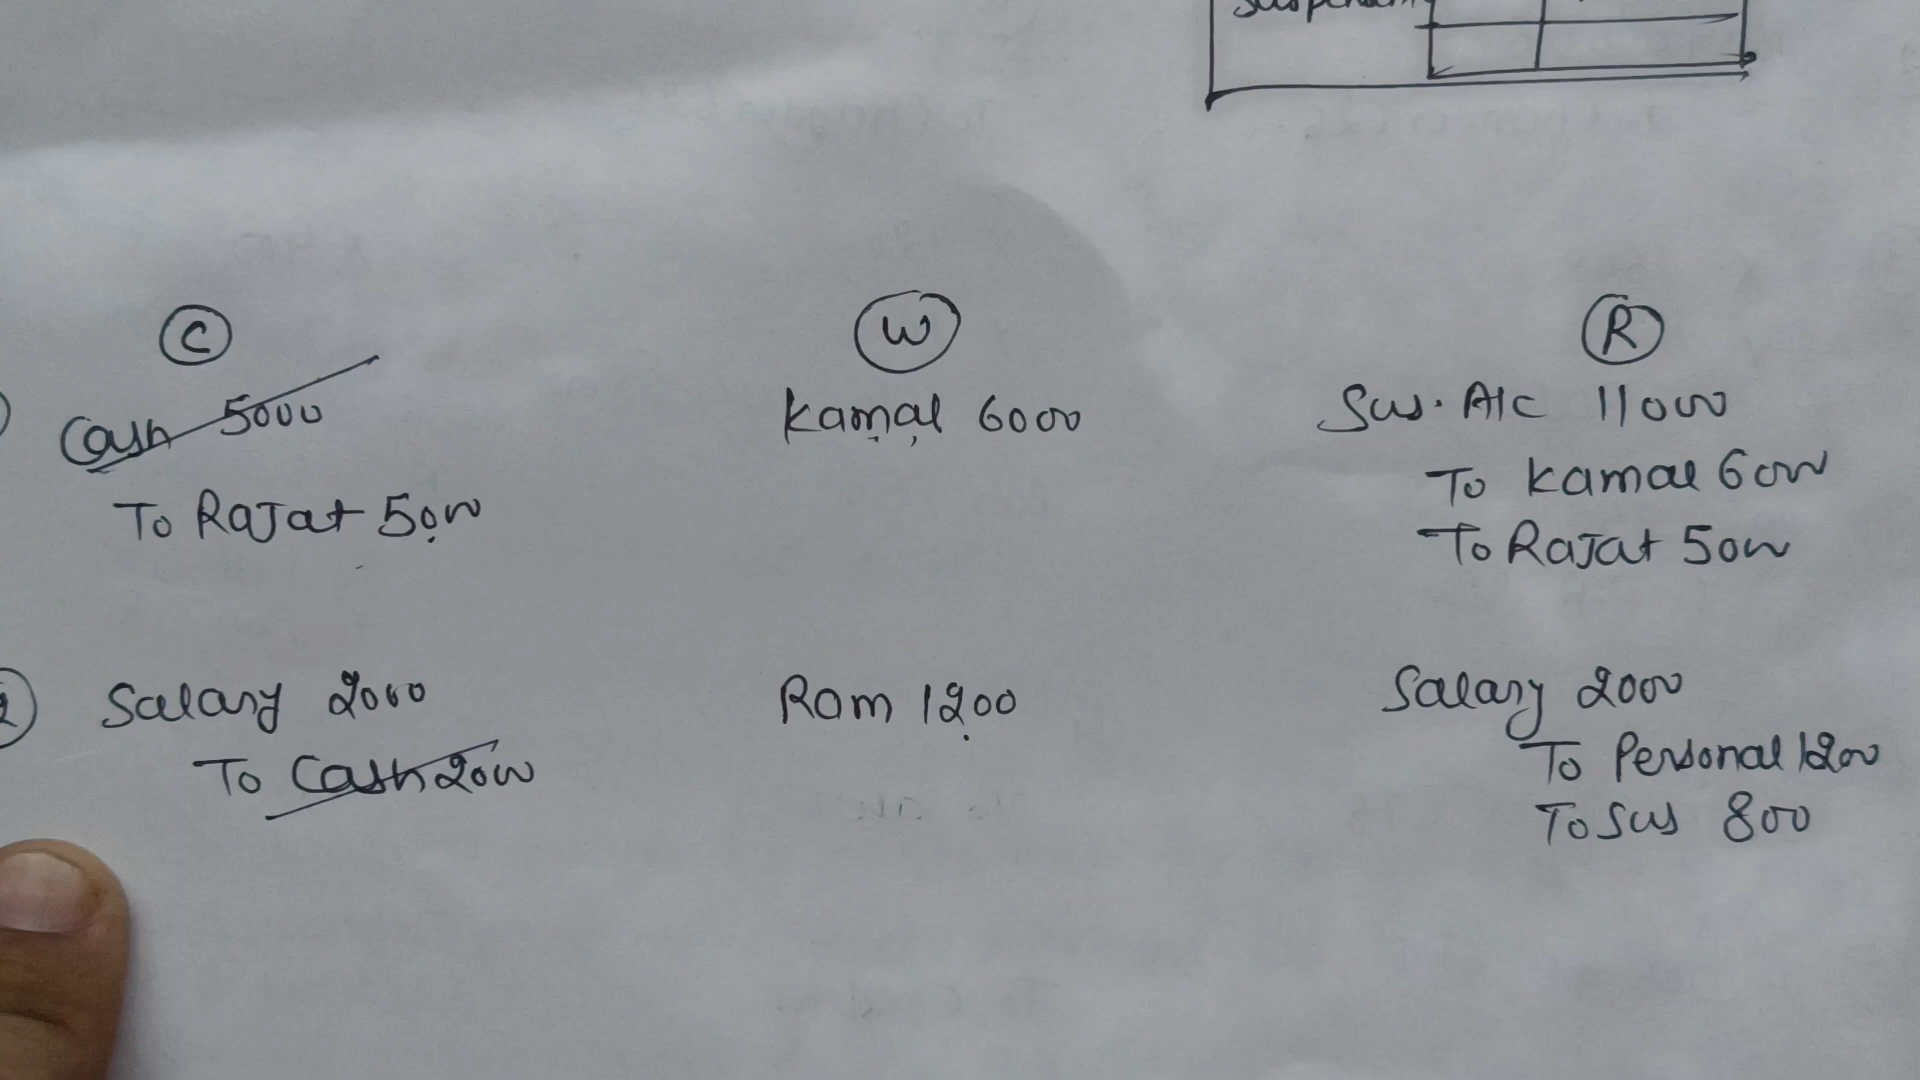 C W R
Cash 5000 Kamal 6000 Sus. A/c 11000
To Rajat 5000 To Kamal 6000
To Rajat 5000
2 Salary 2000 Ram 1200 Salary 2000
To Cash 2000 To Personal 1200
To Sus 800